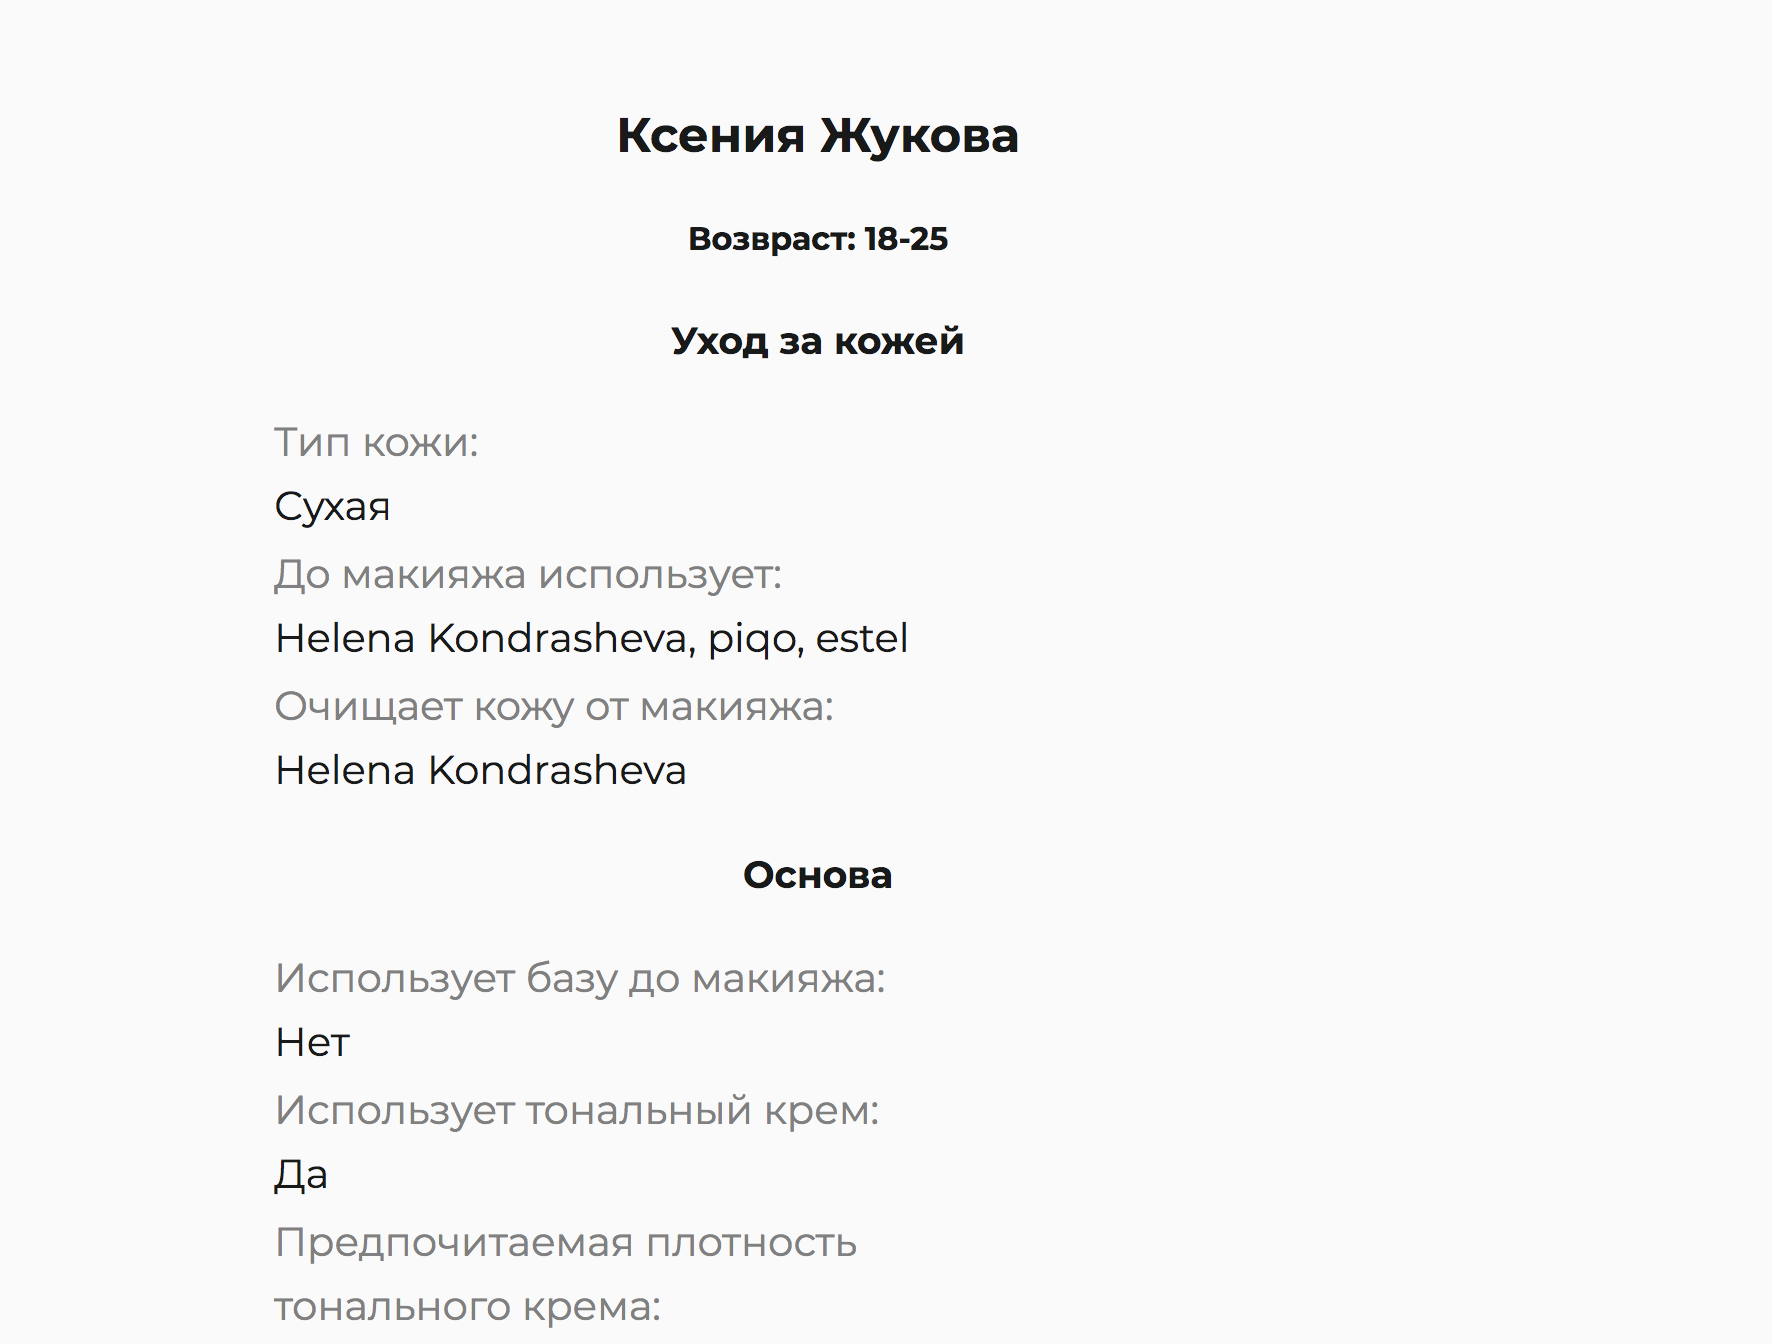 Ксения Жукова
Возвраст: 18-25
Уход за кожей
Тип кожи:
Сухая
До макияжа использует:
Helena Kondrasheva, piqo, estel
Очищает кожу от макияжа:
Helena Kondrasheva
Основа
Использует базу до макияжа:
Нет
Использует тональный крем:
Да
Предпочитаемая плотность
тонального крема: